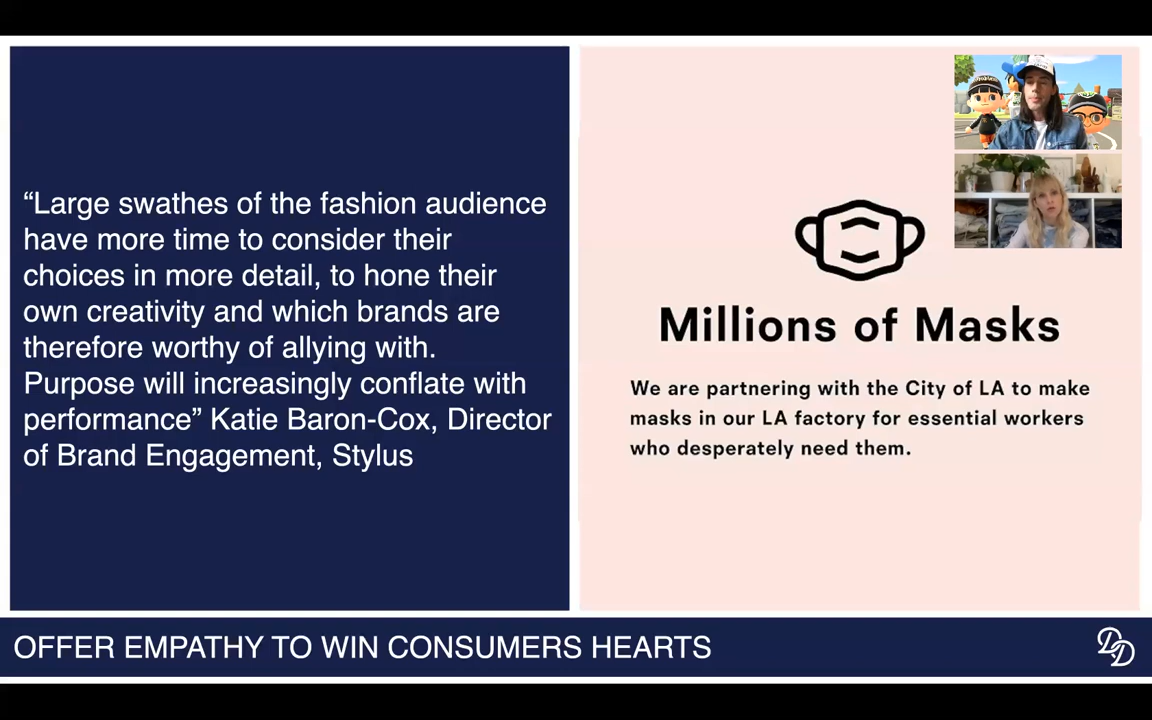 “Large swathes of the fashion audience
have more time to consider their
choices in more detail, to hone their
own creativity and which brands are
therefore worthy of allying with.
Purpose will increasingly conflate with
performance” Katie Baron-Cox, Director
of Brand Engagement, Stylus
Millions of Masks
We are partnering with the City of LA to make
masks in our LA factory for essential workers
who desperately need them.
OFFER EMPATHY TO WIN CONSUMERS HEARTS
DD